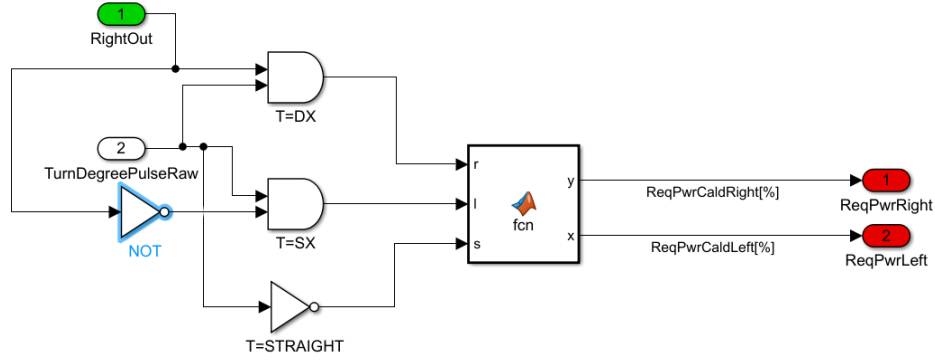 1
RightOut
T=DX
2
TurnDegreePulseRaw
NOT
T=SX
T=STRAIGHT
r
l
s
fcn
y
x
ReqPwrCaldRight[%]
ReqPwrCaldLeft[%]
1
ReqPwrRight
2
ReqPwrLeft